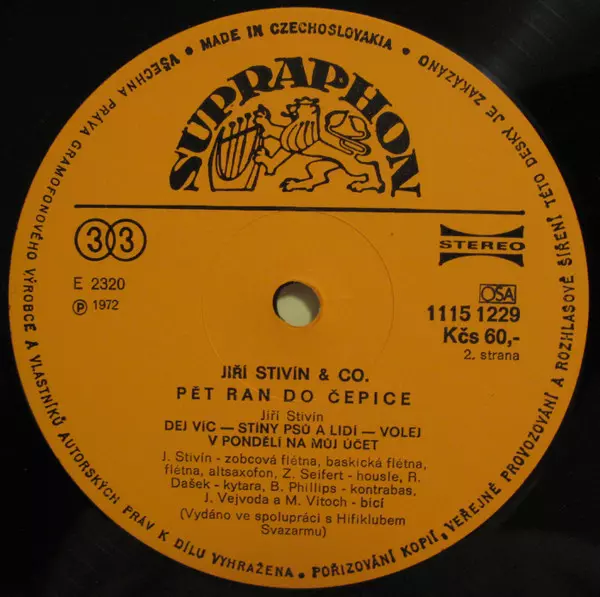 VŠECHNA PRÁVA GRAMOFONOVÉHO VÝROBCE A VLASTNÍKŮ AUTORSKÝCH PRÁV K DÍLU VYHRAŽENA. POŘIZOVÁNÍ KOPIÍ, VEŘEJNÉ PROVOZOVÁNÍ A ROZHLASOVÉ ŠÍŘENÍ TÉTO DESKY JE ZAKÁZÁNO
• MADE IN CZECHOSLOVAKIA •
SUPRAPHON
33
STEREO
E 2320
℗ 1972
OSA
1115 1229
Kčs 60,-
2. strana
JIŘÍ STIVÍN & CO.
PĚT RAN DO ČEPICE
Jiří Stivín
DEJ VÍC — STÍNY PSŮ A LIDÍ — VOLEJ
V PONDĚLÍ NA MŮJ ÚČET
J. Stivín - zobcová flétna, baskická flétna,
flétna, altsaxofon, Z. Seifert - housle, R.
Dašek - kytara, B. Phillips - kontrabas,
J. Vejvoda a M. Vitoch - bicí
(Vydáno ve spolupráci s Hifiklubem
Svazarmu)